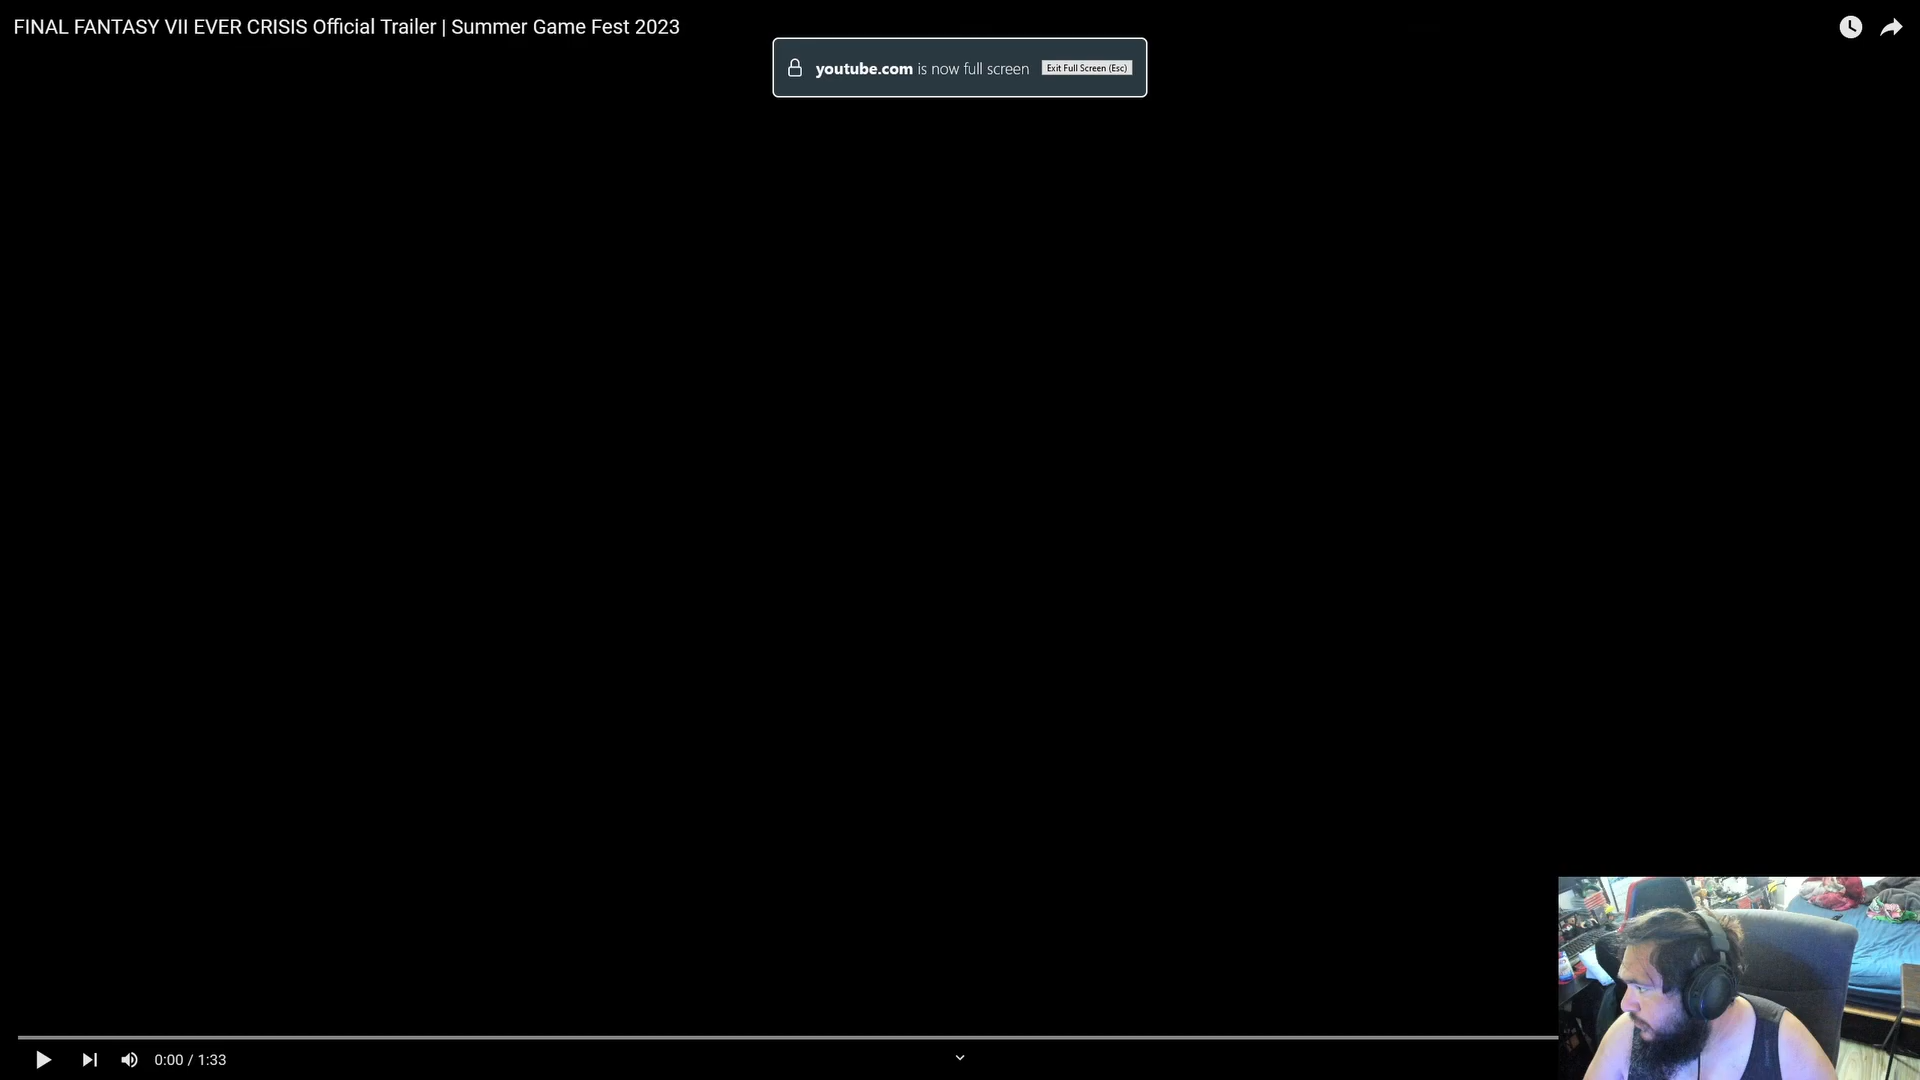 FINAL FANTASY VII EVER CRISIS Official Trailer | Summer Game Fest 2023
youtube.com is now full screen
Exit Full Screen (Esc)
0:00 / 1:33